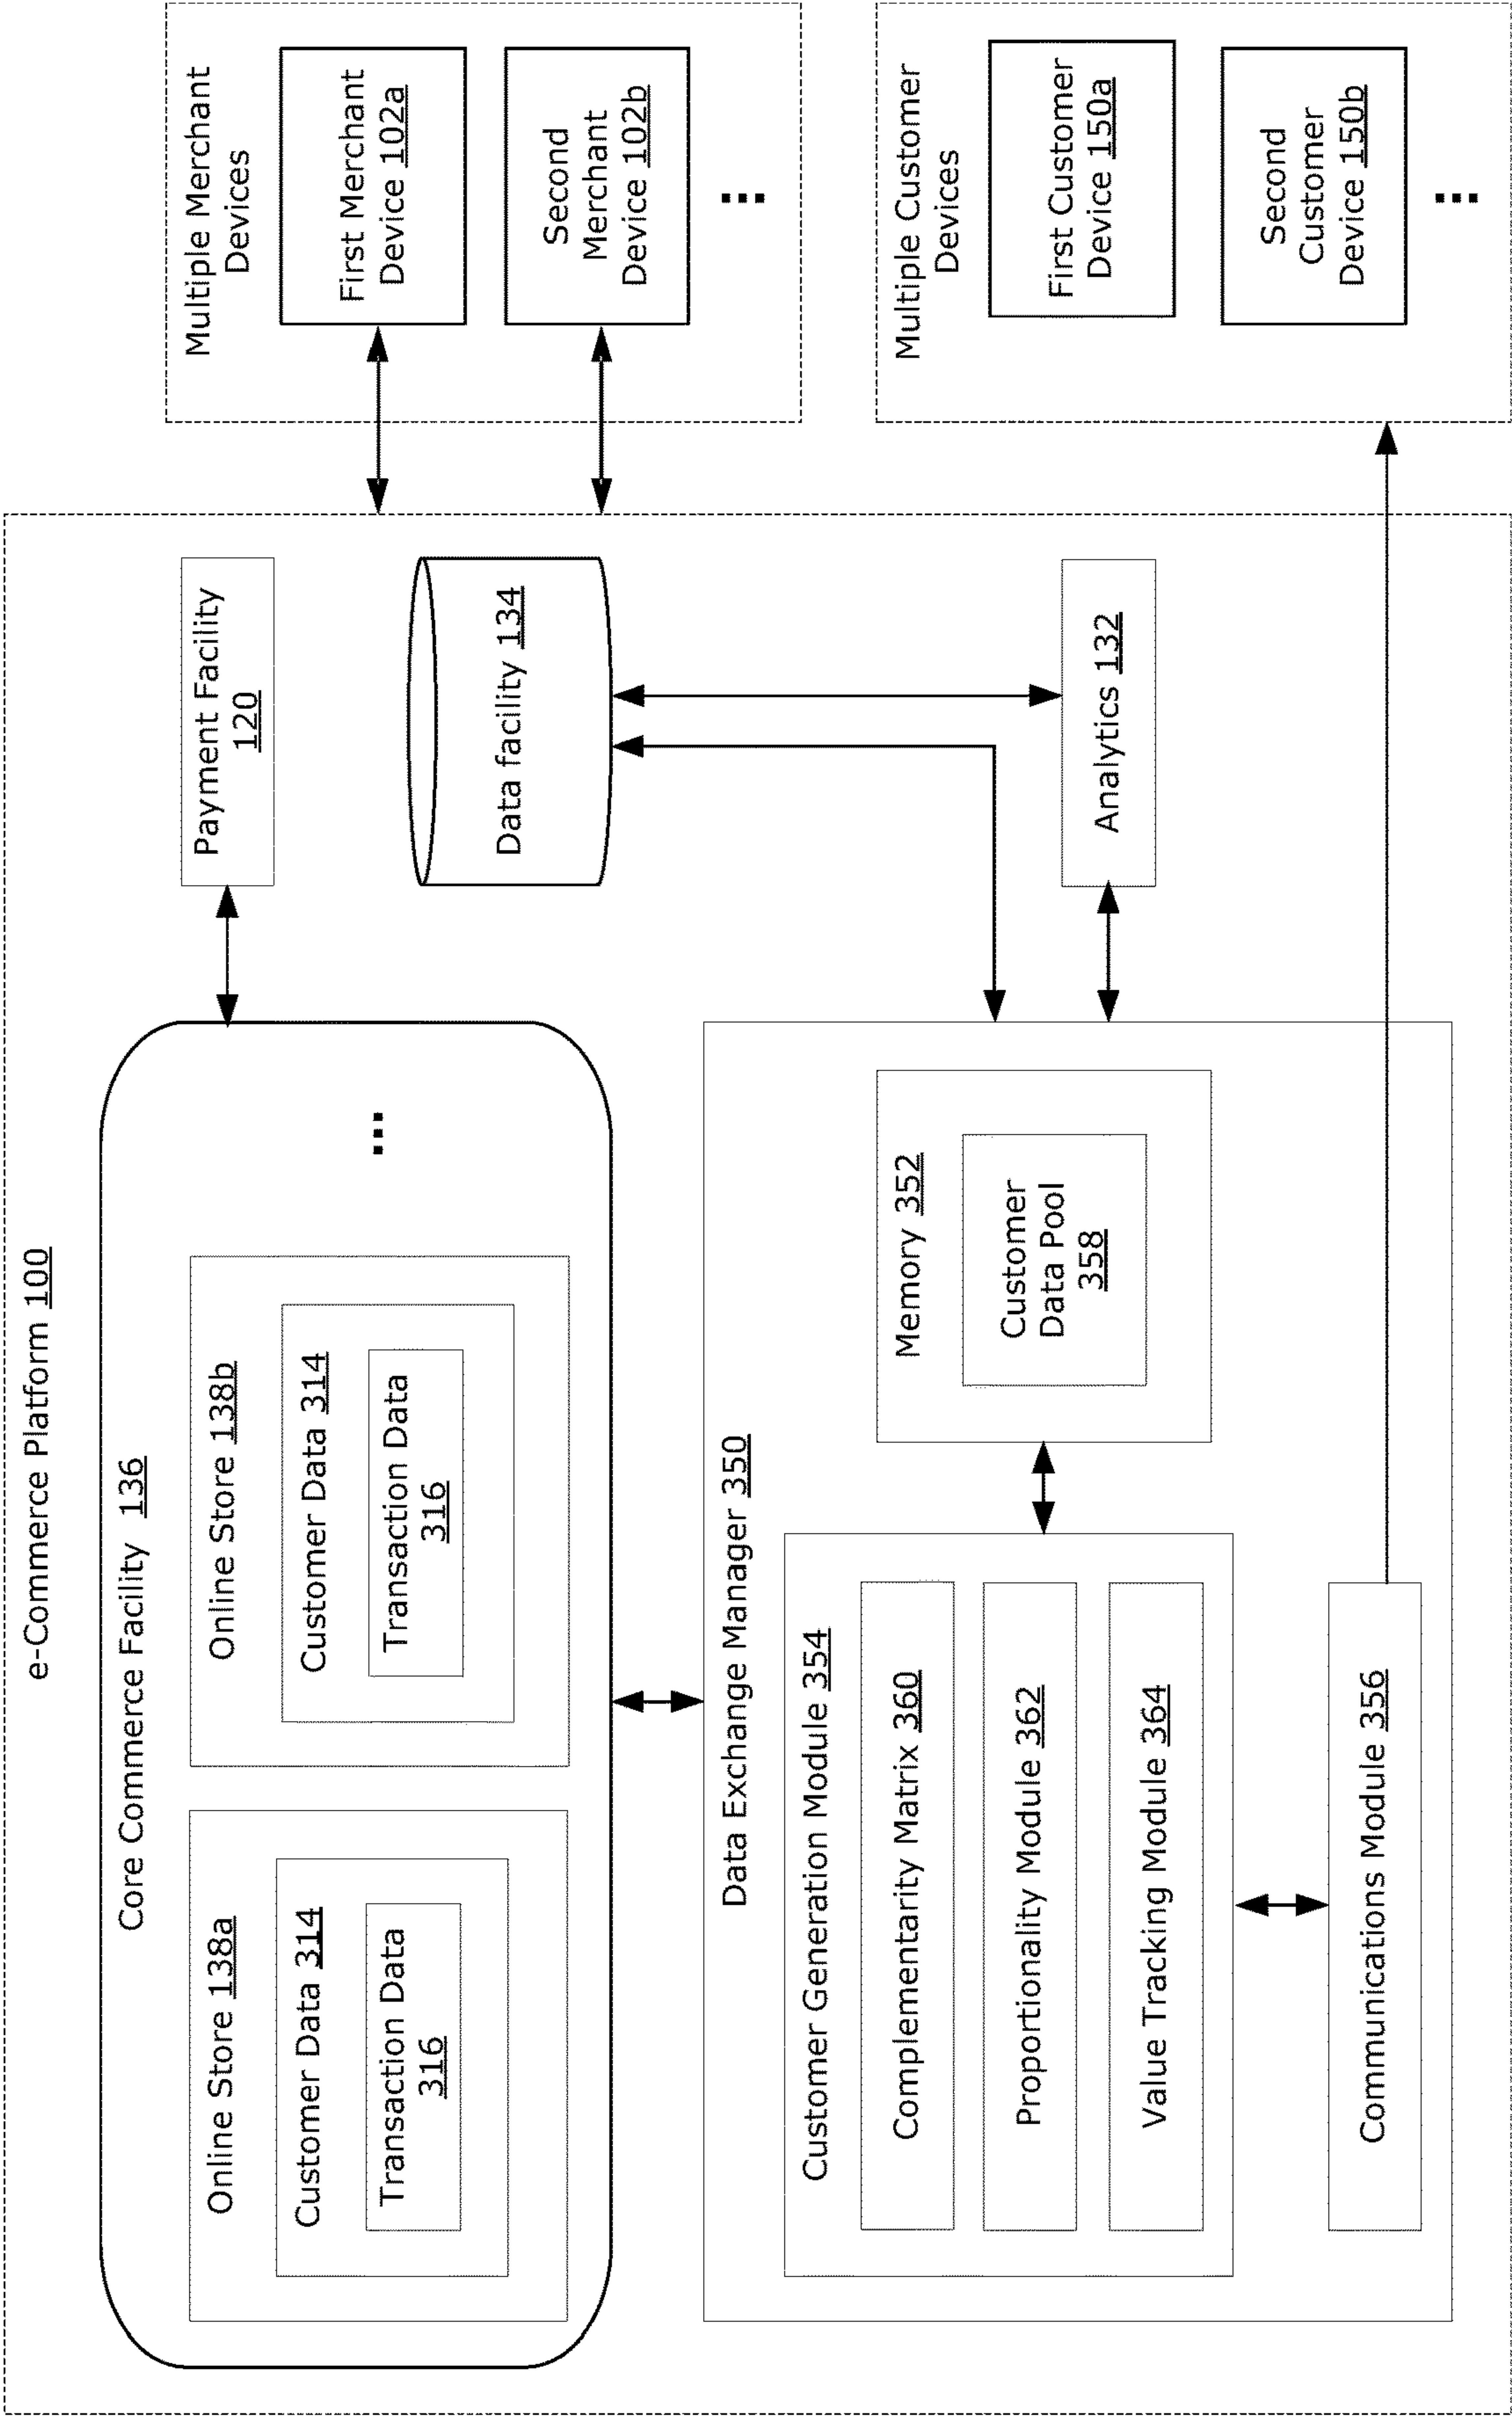 e-Commerce Platform 100
Core Commerce Facility 136
Online Store 138a
Customer Data 314
Transaction Data
316
Online Store 138b
Customer Data 314
Transaction Data
316
...
Payment Facility
120
Data facility 134
Analytics 132
Data Exchange Manager 350
Customer Generation Module 354
Complementarity Matrix 360
Proportionality Module 362
Value Tracking Module 364
Memory 352
Customer
Data Pool
358
Communications Module 356
Multiple Merchant
Devices
First Merchant
Device 102a
Second
Merchant
Device 102b
...
Multiple Customer
Devices
First Customer
Device 150a
Second
Customer
Device 150b
...